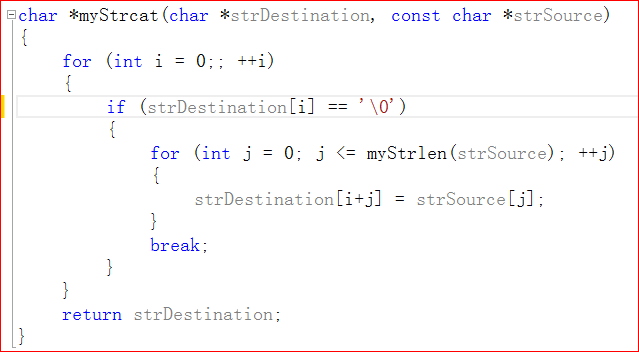 char *myStrcat(char *strDestination, const char *strSource)
{
    for (int i = 0;; ++i)
    {
        if (strDestination[i] == '\0')
        {
            for (int j = 0; j <= myStrlen(strSource); ++j)
            {
                strDestination[i+j] = strSource[j];
            }
            break;
        }
    }
    return strDestination;
}